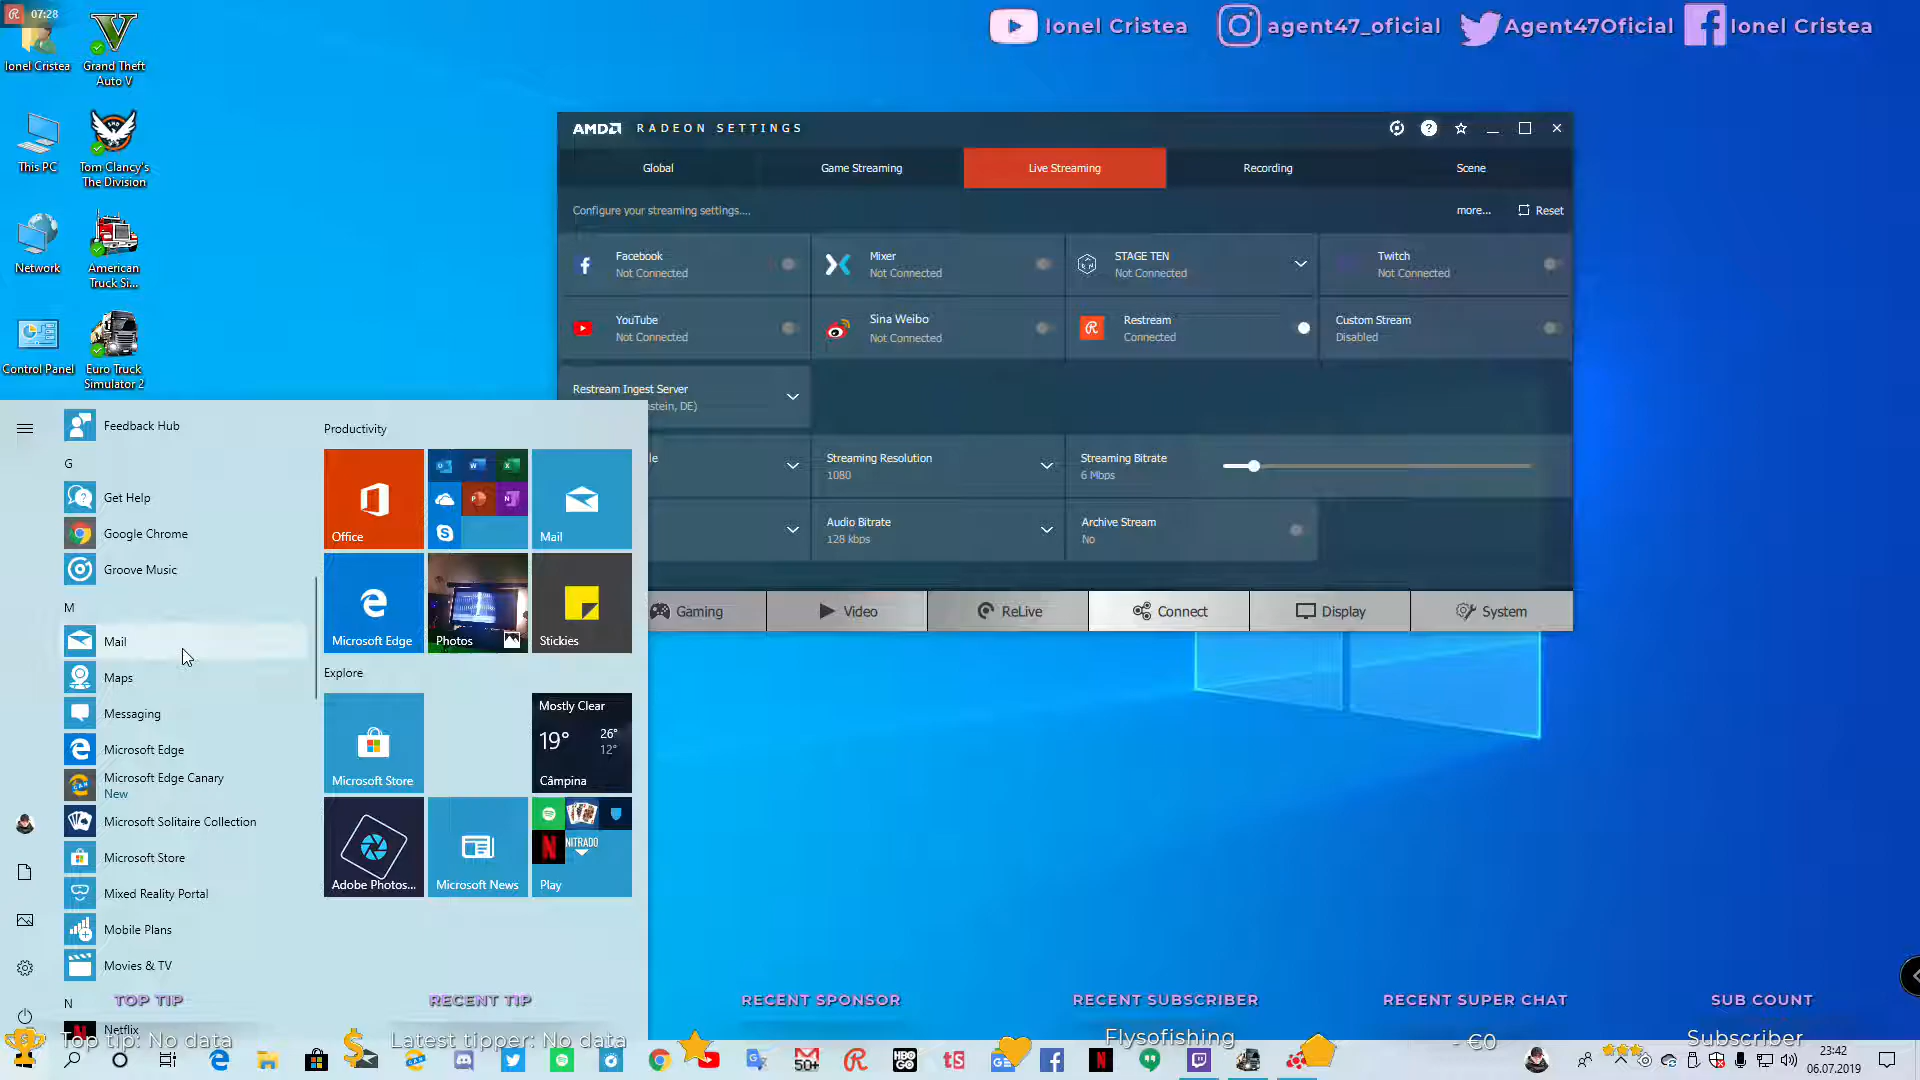 07:28
Ionel Cristea
agent47_oficial
Agent47Oficial
Ionel Cristea
Ionel Cristea
Grand Theft
Auto V
This PC
Tom Clancy's
The Division
Network
American
Truck Si...
Control Panel
Euro Truck
Simulator 2
AMD RADEON SETTINGS
Global
Game Streaming
Live Streaming
Recording
Scene
Configure your streaming settings....
more...
Reset
Facebook
Not Connected
Mixer
Not Connected
STAGE TEN
Not Connected
Twitch
Not Connected
YouTube
Not Connected
Sina Weibo
Not Connected
Restream
Connected
Custom Stream
Disabled
Restream Ingest Server
stein, DE)
le
Streaming Resolution
1080
Streaming Bitrate
6 Mbps
Audio Bitrate
128 kbps
Archive Stream
No
Gaming
Video
ReLive
Connect
Display
System
Feedback Hub
G
Get Help
Google Chrome
Groove Music
M
Mail
Maps
Messaging
Microsoft Edge
Microsoft Edge Canary
New
Microsoft Solitaire Collection
Microsoft Store
Mixed Reality Portal
Mobile Plans
Movies & TV
N
Netflix
Productivity
Office
Mail
Microsoft Edge
Photos
Stickies
Explore
Microsoft Store
Mostly Clear
19°
26°
12°
Câmpina
Adobe Photos...
Microsoft News
NITRADO
Play
TOP TIP
Top tip: No data
RECENT TIP
Latest tipper: No data
RECENT SPONSOR
RECENT SUBSCRIBER
Flysofishing
RECENT SUPER CHAT
- €0
SUB COUNT
Subscriber
23:42
06.07.2019